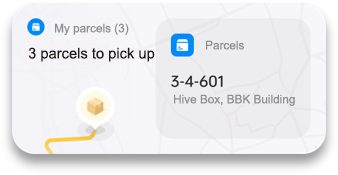 My parcels (3)
3 parcels to pick up
Parcels
3-4-601
Hive Box, BBK Building